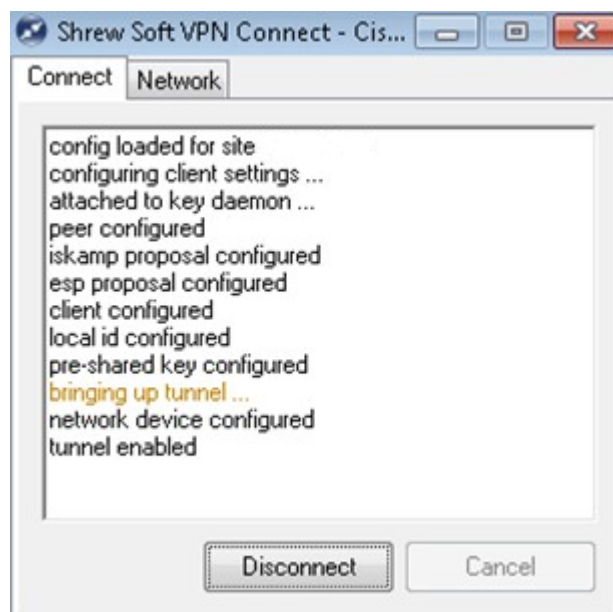 Shrew Soft VPN Connect - Cis...
Connect
Network
config loaded for site
configuring client settings ...
attached to key daemon ...
peer configured
iskamp proposal configured
esp proposal configured
client configured
local id configured
pre-shared key configured
bringing up tunnel ...
network device configured
tunnel enabled
Disconnect
Cancel